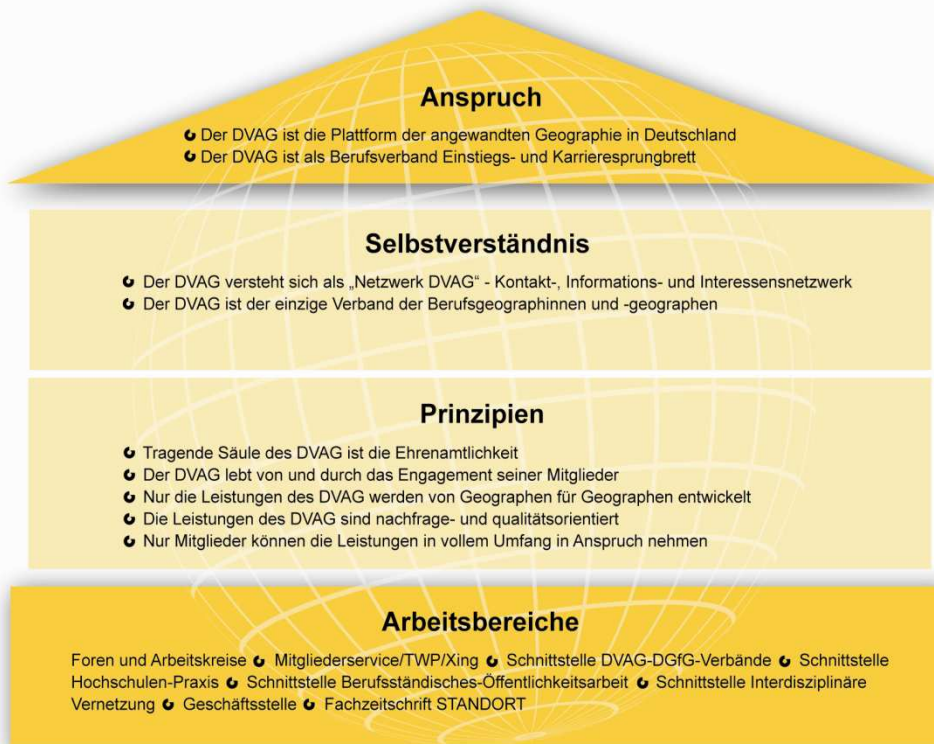 Anspruch
Der DVAG ist die Plattform der angewandten Geographie in Deutschland
Der DVAG ist als Berufsverband Einstiegs- und Karrieresprungbrett
Selbstverständnis
Der DVAG versteht sich als „Netzwerk DVAG“ - Kontakt-, Informations- und Interessensnetzwerk
Der DVAG ist der einzige Verband der Berufsgeographinnen und -geographen
Prinzipien
Tragende Säule des DVAG ist die Ehrenamtlichkeit
Der DVAG lebt von und durch das Engagement seiner Mitglieder
Nur die Leistungen des DVAG werden von Geographen für Geographen entwickelt
Die Leistungen des DVAG sind nachfrage- und qualitätsorientiert
Nur Mitglieder können die Leistungen in vollem Umfang in Anspruch nehmen
Arbeitsbereiche
Foren und Arbeitskreise Mitgliederservice/TWP/Xing Schnittstelle DVAG-DGfG-Verbände Schnittstelle
Hochschulen-Praxis Schnittstelle Berufsständisches-Öffentlichkeitsarbeit Schnittstelle Interdisziplinäre
Vernetzung Geschäftsstelle Fachzeitschrift STANDORT